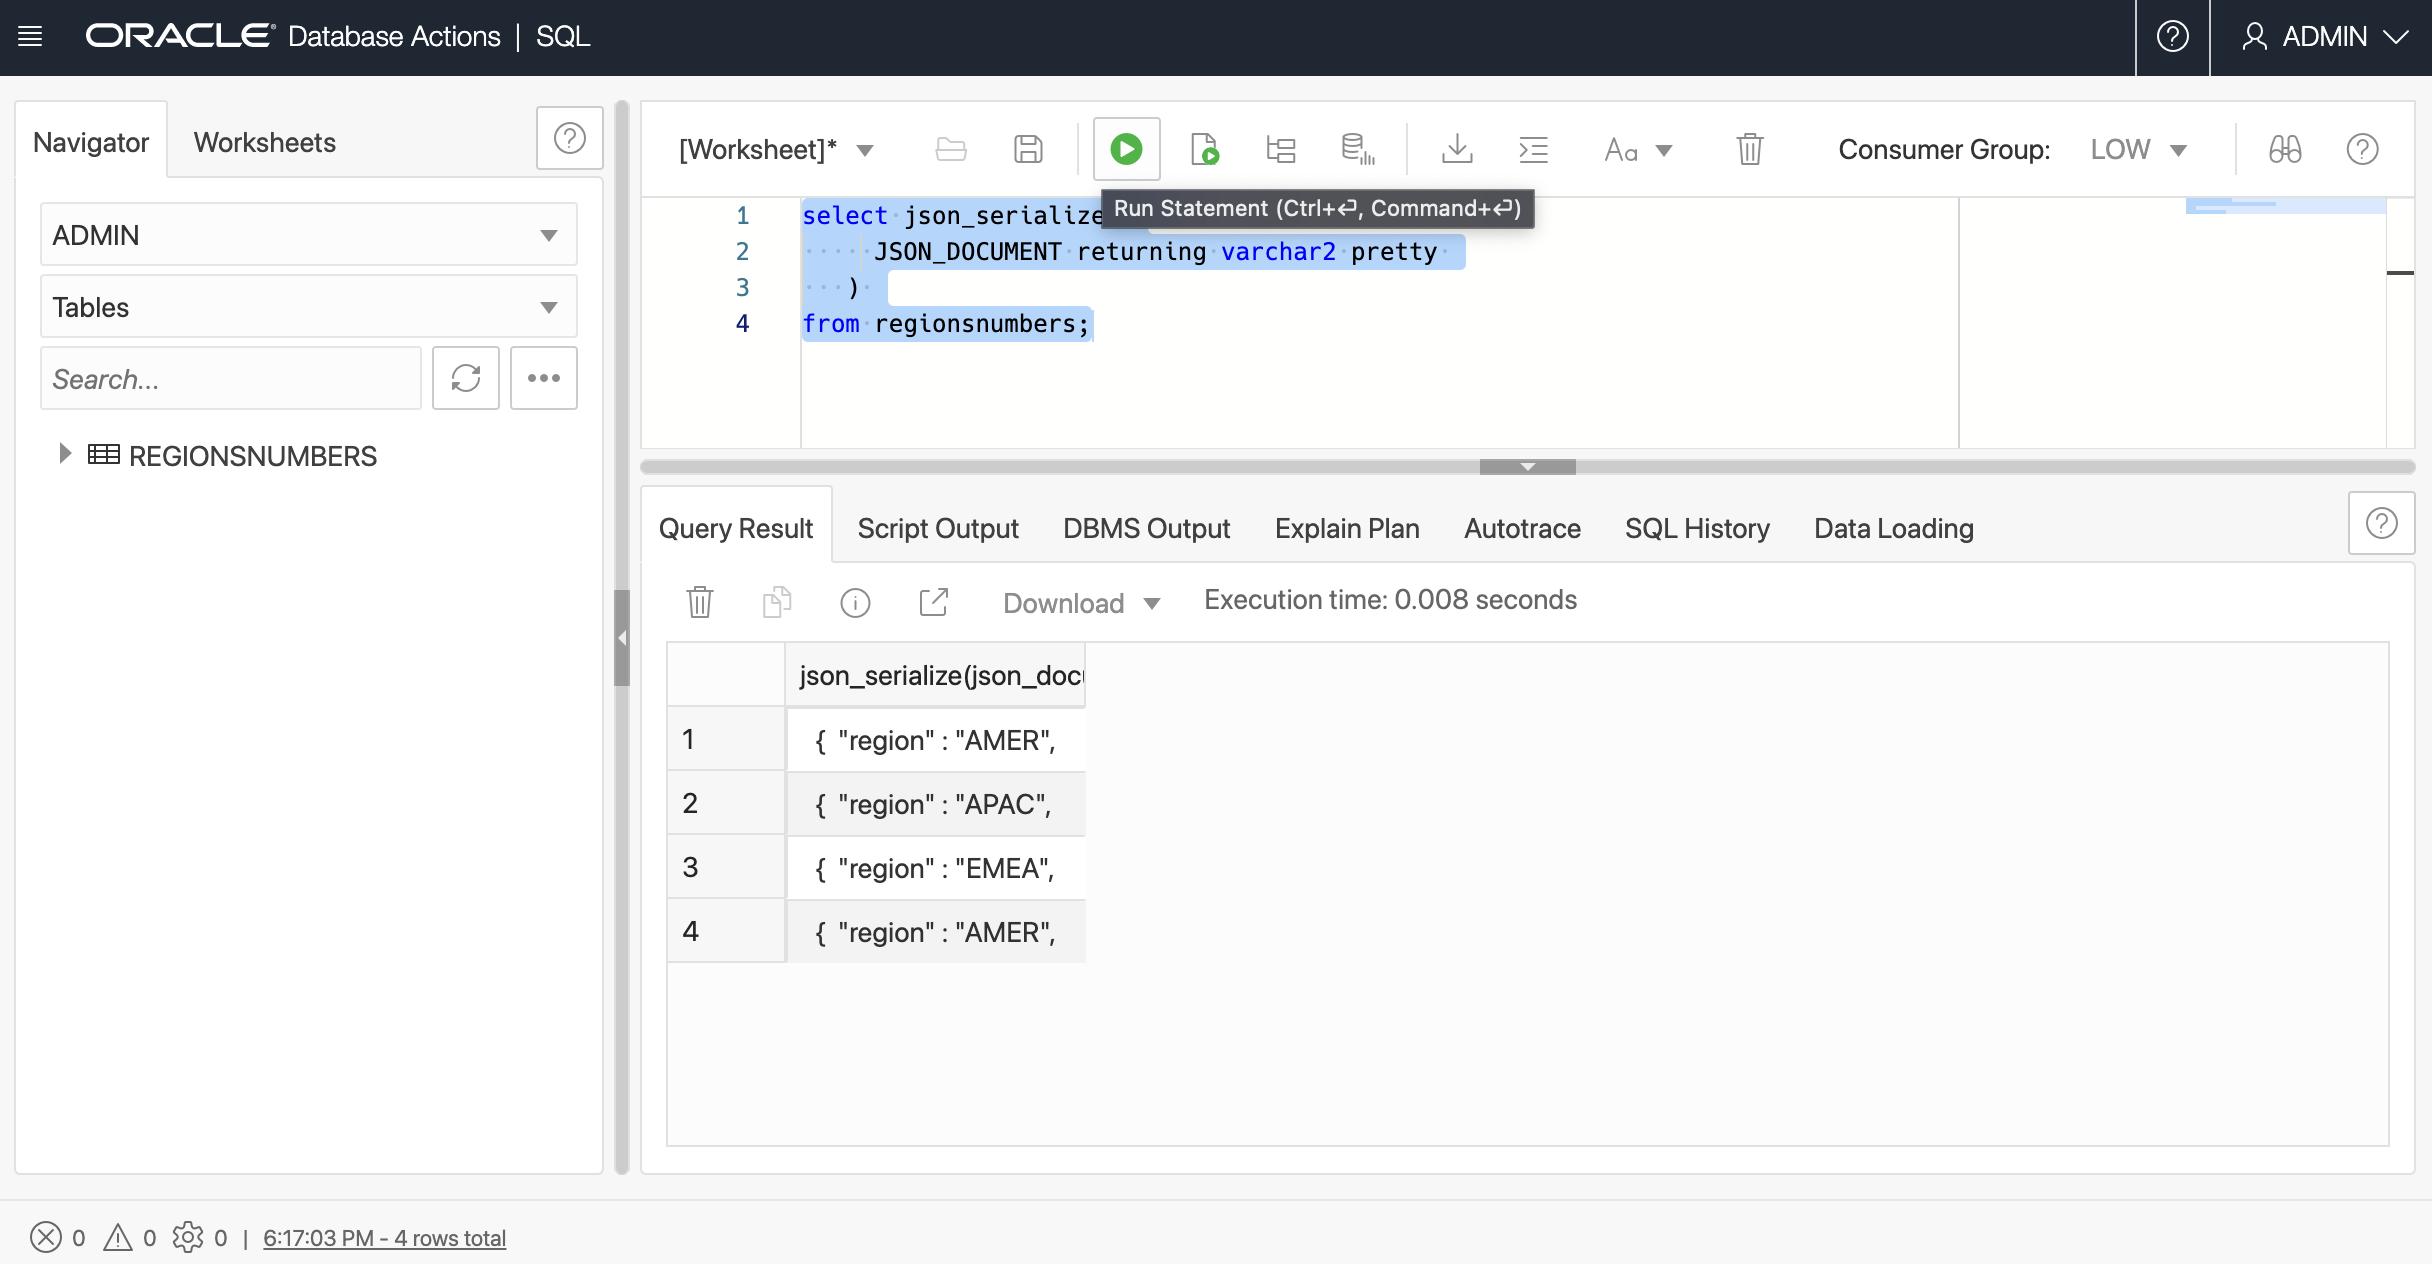 ORACLE Database Actions | SQL
ADMIN
Navigator
Worksheets
ADMIN
Tables
Search...
REGIONSNUMBERS
[Worksheet]*
Aa
Consumer Group: LOW
Run Statement (Ctrl+⏎, Command+⏎)
1 select json_serialize
2 JSON_DOCUMENT returning varchar2 pretty
3 )
4 from regionsnumbers;
Query Result
Script Output
DBMS Output
Explain Plan
Autotrace
SQL History
Data Loading
Download
Execution time: 0.008 seconds
json_serialize(json_docu
1 { "region" : "AMER",
2 { "region" : "APAC",
3 { "region" : "EMEA",
4 { "region" : "AMER",
0 0 0 | 6:17:03 PM - 4 rows total